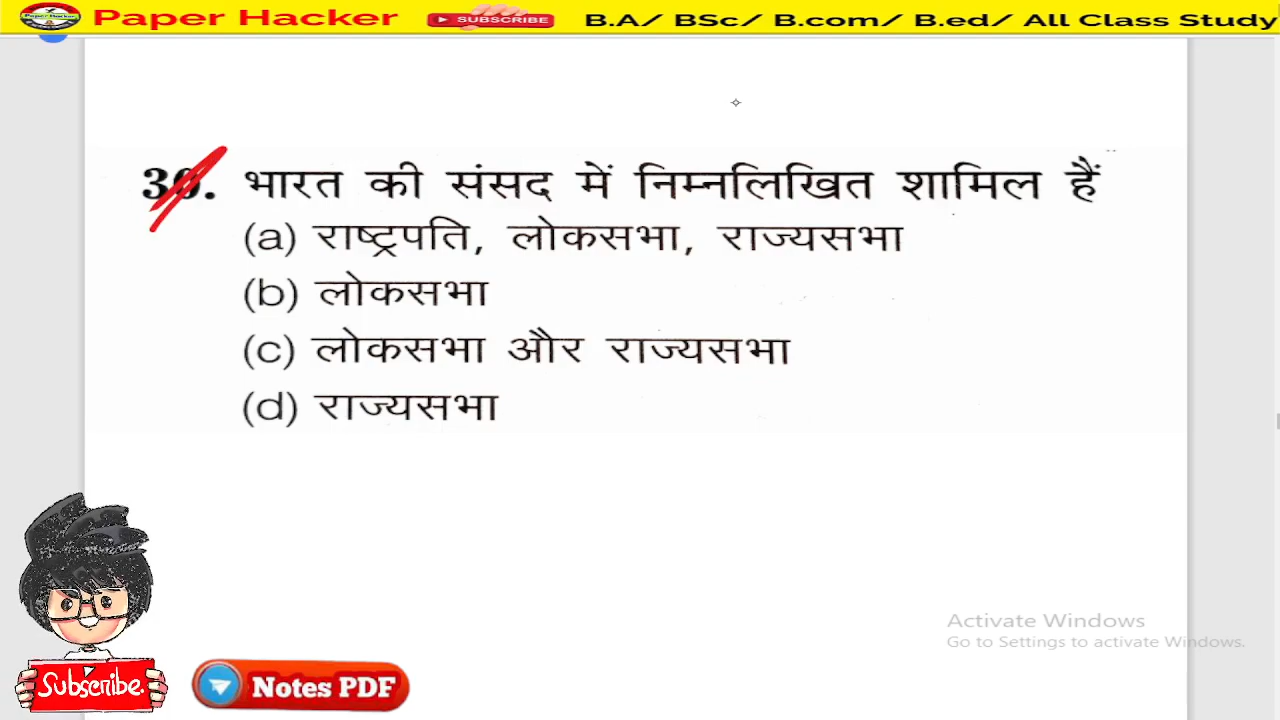 Paper Hacker SUBSCRIBE B.A/ BSc/ B.com/ B.ed/ All Class Study
30. भारत की संसद में निम्नलिखित शामिल हैं
(a) राष्ट्रपति, लोकसभा, राज्यसभा
(b) लोकसभा
(c) लोकसभा और राज्यसभा
(d) राज्यसभा
Activate Windows
Go to Settings to activate Windows.
Subscribe.
Notes PDF